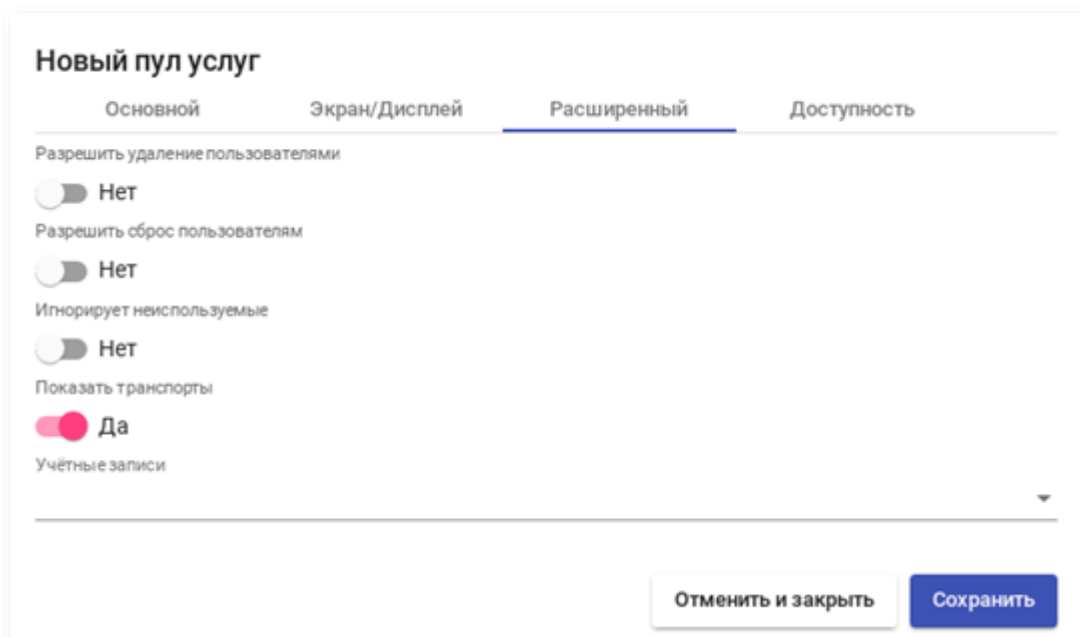 Новый пул услуг
Основной Экран/Дисплей Расширенный Доступность
Разрешить удаление пользователями
Нет
Разрешить сброс пользователям
Нет
Игнорирует неиспользуемые
Нет
Показать транспорты
Да
Учётные записи
Отменить и закрыть Сохранить